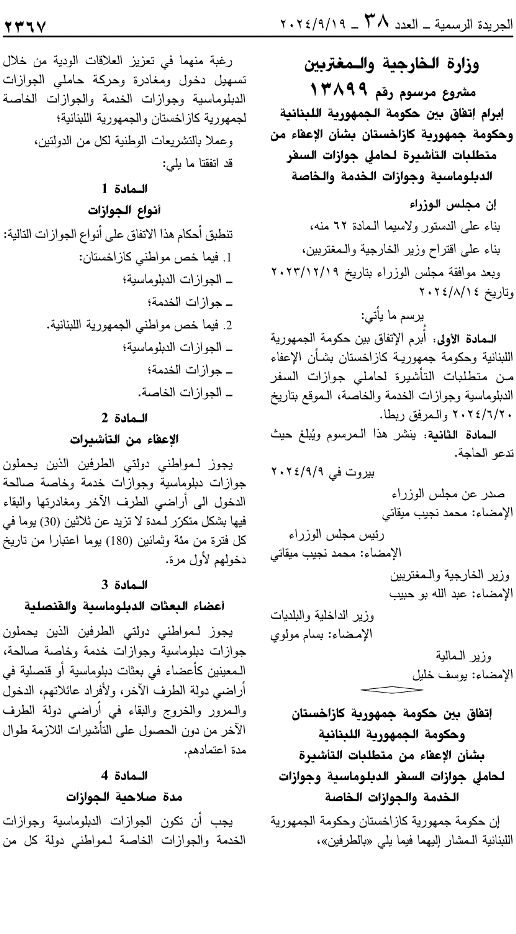 الجريدة الرسمية ــ العدد ٣٨ ــ ٢٠٢٤/٩/١٩
٢٣٦٧
وزارة الخارجية والمغتربين
مشروع مرسوم رقم ١٣٨٩٩
إبرام إتفاق بين حكومة الجمهورية اللبنانية
وحكومة جمهورية كازاخستان بشأن الإعفاء من
متطلبات التأشيرة لحاملي جوازات السفر
الدبلوماسية وجوازات الخدمة والخاصة
إن مجلس الوزراء
بناء على الدستور ولاسيما المادة ٦٢ منه،
بناء على اقتراح وزير الخارجية والمغتربين،
وبعد موافقة مجلس الوزراء بتاريخ ٢٠٢٣/١٢/١٩
وتاريخ ٢٠٢٤/٨/١٤
يرسم ما يأتي:
المادة الأولى: أُبرم الإتفاق بين حكومة الجمهورية
اللبنانية وحكومة جمهورية كازاخستان بشأن الإعفاء
من متطلبات التأشيرة لحاملي جوازات السفر
الدبلوماسية وجوازات الخدمة والخاصة، الموقع بتاريخ
٢٠٢٤/٦/٢٠ والمرفق ربطا.
المادة الثانية: ينشر هذا المرسوم ويُبلغ حيث
تدعو الحاجة.
بيروت في ٢٠٢٤/٩/٩
صدر عن مجلس الوزراء
الإمضاء: محمد نجيب ميقاتي
رئيس مجلس الوزراء
الإمضاء: محمد نجيب ميقاتي
وزير الخارجية والمغتربين
الإمضاء: عبد الله بو حبيب
وزير الداخلية والبلديات
الإمضاء: بسام مولوي
وزير المالية
الإمضاء: يوسف خليل
إتفاق بين حكومة جمهورية كازاخستان
وحكومة الجمهورية اللبنانية
بشأن الإعفاء من متطلبات التأشيرة
لحاملي جوازات السفر الدبلوماسية وجوازات
الخدمة والجوازات الخاصة
إن حكومة جمهورية كازاخستان وحكومة الجمهورية
اللبنانية المشار إليهما فيما يلي «بالطرفين»،
رغبة منهما في تعزيز العلاقات الودية من خلال
تسهيل دخول ومغادرة وحركة حاملي الجوازات
الدبلوماسية وجوازات الخدمة والجوازات الخاصة
لجمهورية كازاخستان والجمهورية اللبنانية؛
وعملا بالتشريعات الوطنية لكل من الدولتين،
قد اتفقتا ما يلي:
المادة 1
أنواع الجوازات
تنطبق أحكام هذا الاتفاق على أنواع الجوازات التالية:
1. فيما خص مواطني كازاخستان:
ــ الجوازات الدبلوماسية؛
ــ جوازات الخدمة؛
2. فيما خص مواطني الجمهورية اللبنانية.
ــ الجوازات الدبلوماسية؛
ــ جوازات الخدمة؛
ــ الجوازات الخاصة.
المادة 2
الإعفاء من التأشيرات
يجوز لمواطني دولتي الطرفين الذين يحملون
جوازات دبلوماسية وجوازات خدمة وخاصة صالحة
الدخول الى أراضي الطرف الآخر ومغادرتها والبقاء
فيها بشكل متكرّر لمدة لا تزيد عن ثلاثين (30) يوما في
كل فترة من مئة وثمانين (180) يوما اعتبارا من تاريخ
دخولهم لأول مرة.
المادة 3
أعضاء البعثات الدبلوماسية والقنصلية
يجوز لمواطني دولتي الطرفين الذين يحملون
جوازات دبلوماسية وجوازات خدمة وخاصة صالحة،
المعينين كأعضاء في بعثات دبلوماسية أو قنصلية في
أراضي دولة الطرف الآخر، ولأفراد عائلاتهم، الدخول
والمرور والخروج والبقاء في أراضي دولة الطرف
الآخر من دون الحصول على التأشيرات اللازمة طوال
مدة اعتمادهم.
المادة 4
مدة صلاحية الجوازات
يجب أن تكون الجوازات الدبلوماسية وجوازات
الخدمة والجوازات الخاصة لمواطني دولة كل من